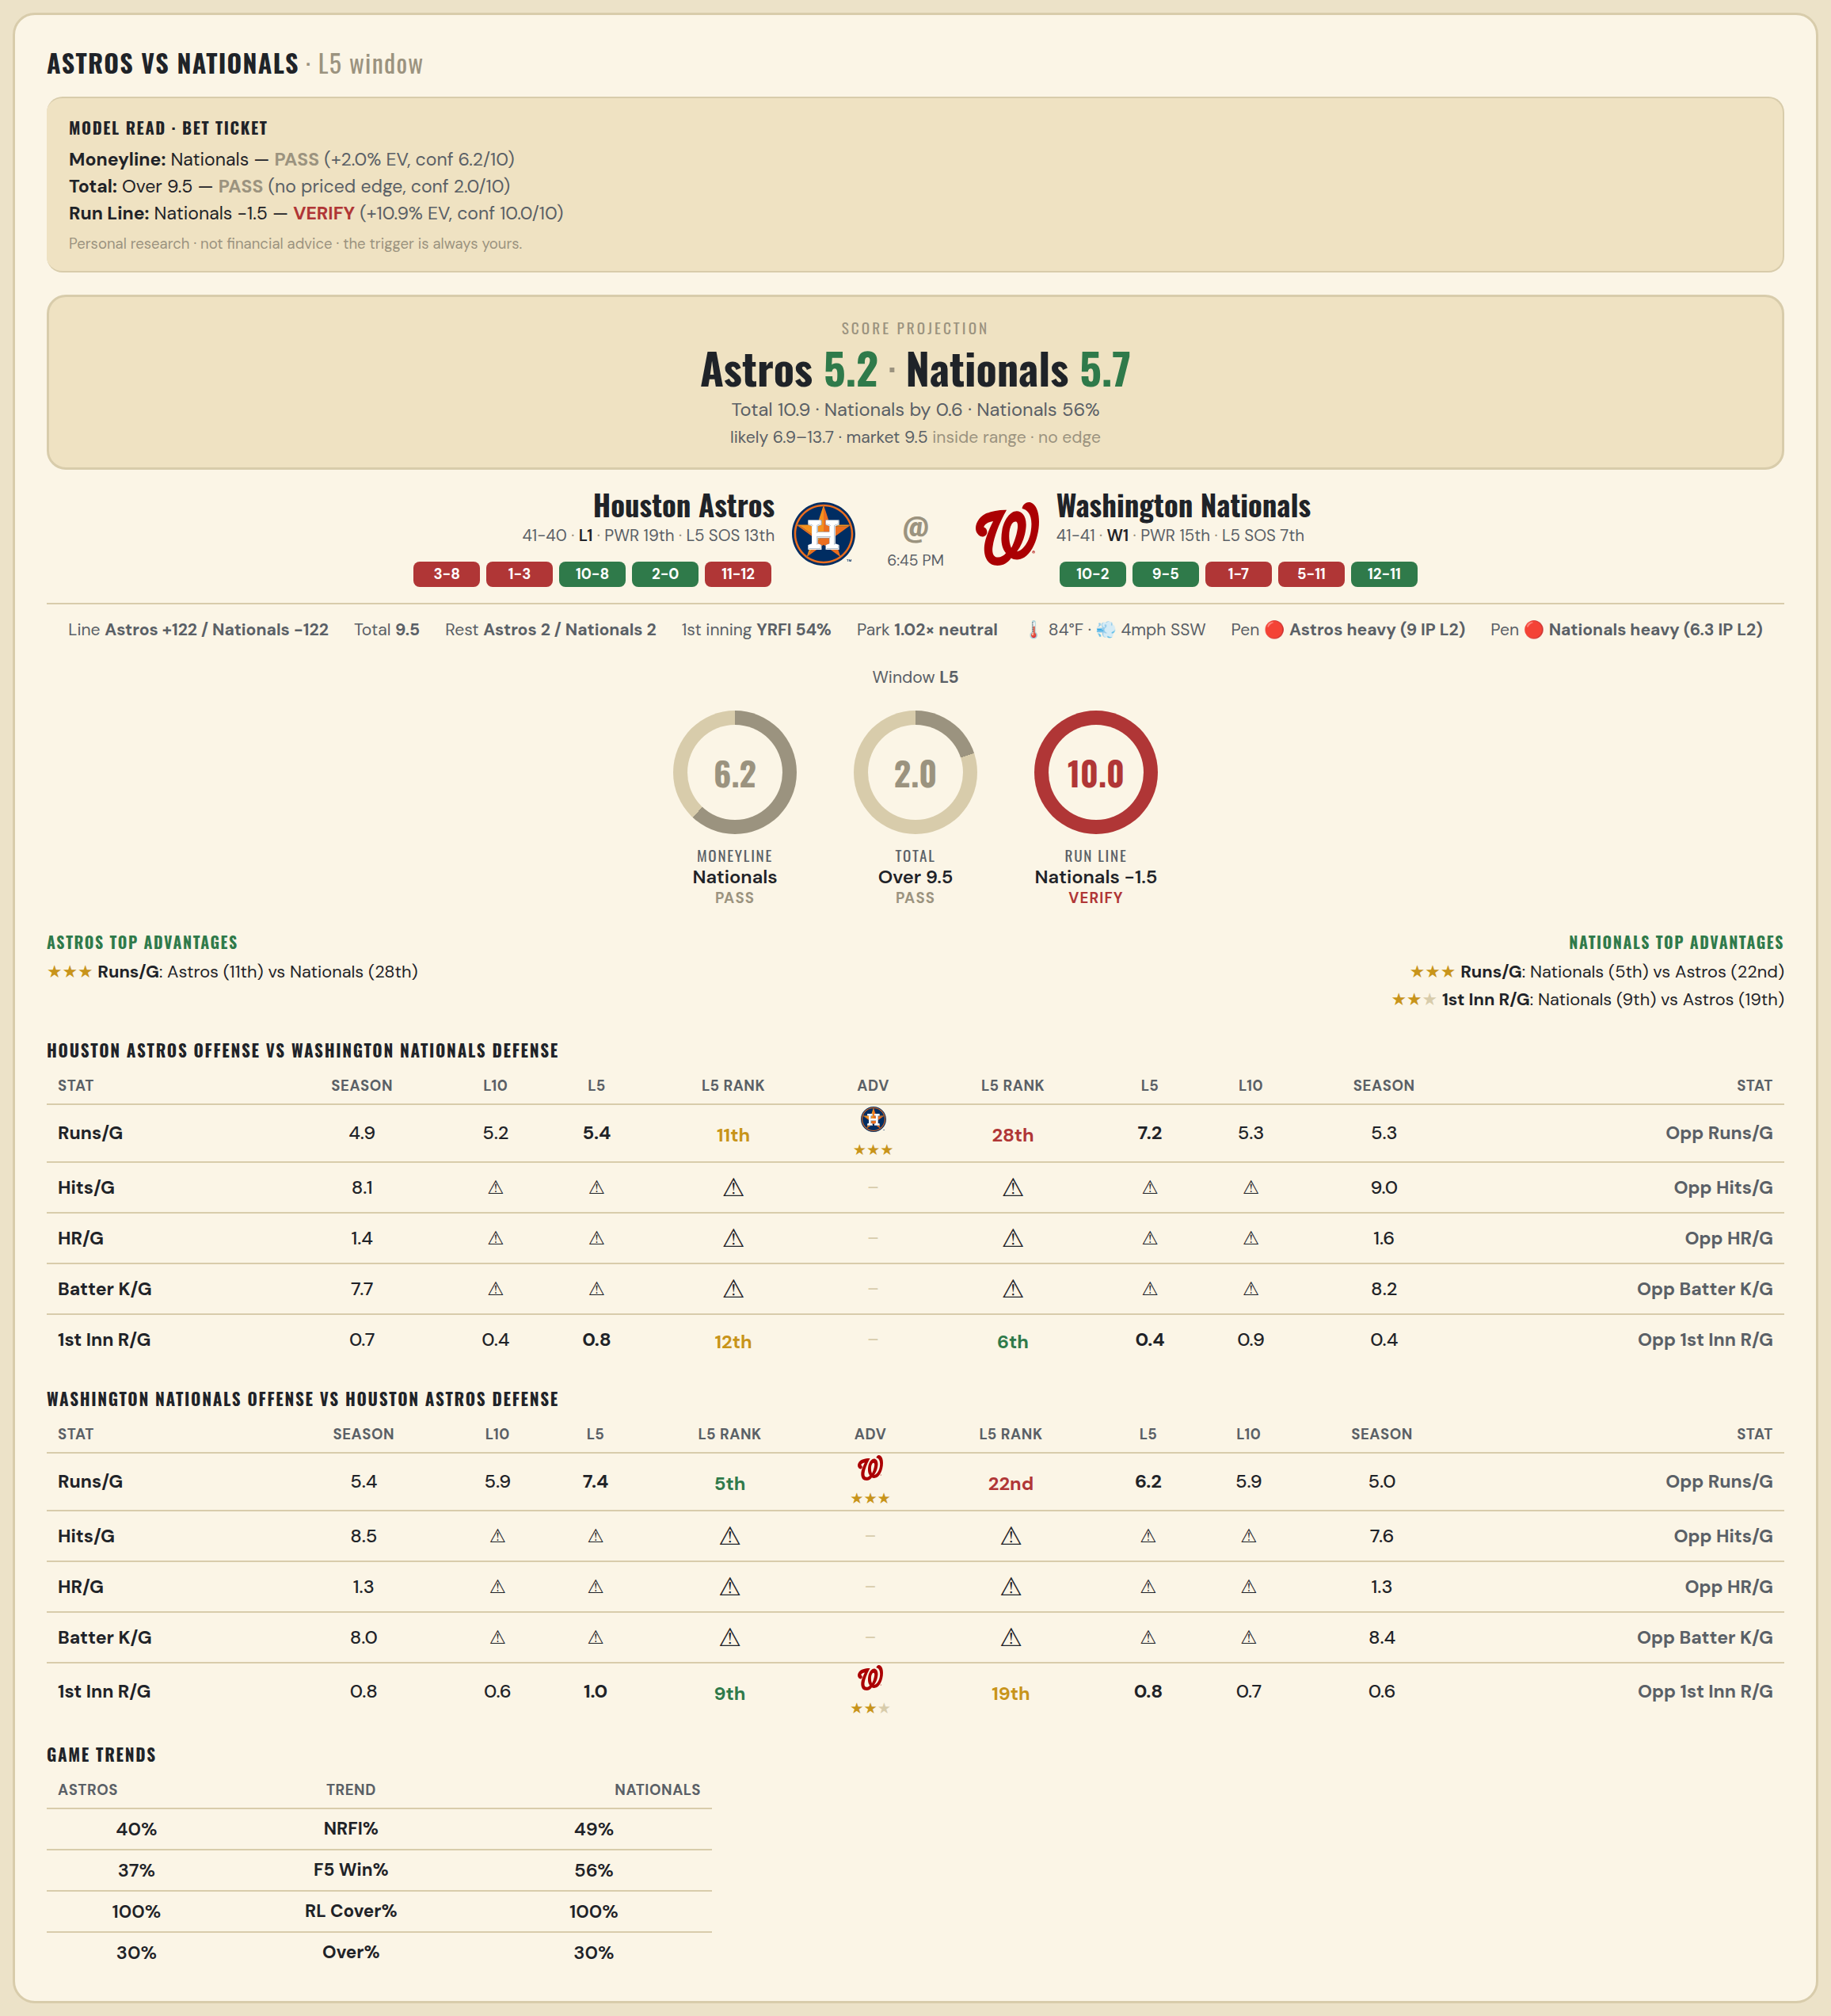 ASTROS VS NATIONALS · L5 window
MODEL READ · BET TICKET
Moneyline: Nationals — PASS (+2.0% EV, conf 6.2/10)
Total: Over 9.5 — PASS (no priced edge, conf 2.0/10)
Run Line: Nationals -1.5 — VERIFY (+10.9% EV, conf 10.0/10)
Personal research · not financial advice · the trigger is always yours.
SCORE PROJECTION
Astros 5.2 · Nationals 5.7
Total 10.9 · Nationals by 0.6 · Nationals 56%
likely 6.9–13.7 · market 9.5 inside range · no edge
Houston Astros
41-40 · L1 · PWR 19th · L5 SOS 13th
3-8 1-3 10-8 2-0 11-12
@
6:45 PM
Washington Nationals
41-41 · W1 · PWR 15th · L5 SOS 7th
10-2 9-5 1-7 5-11 12-11
Line Astros +122 / Nationals -122 Total 9.5 Rest Astros 2 / Nationals 2 1st inning YRFI 54% Park 1.02× neutral 🌡️ 84°F · 💨 4mph SSW Pen 🔴 Astros heavy (9 IP L2) Pen 🔴 Nationals heavy (6.3 IP L2)
Window L5
6.2 2.0 10.0
MONEYLINE TOTAL RUN LINE
Nationals Over 9.5 Nationals -1.5
PASS PASS VERIFY
ASTROS TOP ADVANTAGES
★★★ Runs/G: Astros (11th) vs Nationals (28th)
NATIONALS TOP ADVANTAGES
★★★ Runs/G: Nationals (5th) vs Astros (22nd)
★★★ 1st Inn R/G: Nationals (9th) vs Astros (19th)
HOUSTON ASTROS OFFENSE VS WASHINGTON NATIONALS DEFENSE
STAT SEASON L10 L5 L5 RANK ADV L5 RANK L5 L10 SEASON STAT
Runs/G 4.9 5.2 5.4 11th ★★★ 28th 7.2 5.3 5.3 Opp Runs/G
Hits/G 8.1 ⚠ ⚠ ⚠ – ⚠ ⚠ ⚠ 9.0 Opp Hits/G
HR/G 1.4 ⚠ ⚠ ⚠ – ⚠ ⚠ ⚠ 1.6 Opp HR/G
Batter K/G 7.7 ⚠ ⚠ ⚠ – ⚠ ⚠ ⚠ 8.2 Opp Batter K/G
1st Inn R/G 0.7 0.4 0.8 12th – 6th 0.4 0.9 0.4 Opp 1st Inn R/G
WASHINGTON NATIONALS OFFENSE VS HOUSTON ASTROS DEFENSE
STAT SEASON L10 L5 L5 RANK ADV L5 RANK L5 L10 SEASON STAT
Runs/G 5.4 5.9 7.4 5th ★★★ 22nd 6.2 5.9 5.0 Opp Runs/G
Hits/G 8.5 ⚠ ⚠ ⚠ – ⚠ ⚠ ⚠ 7.6 Opp Hits/G
HR/G 1.3 ⚠ ⚠ ⚠ – ⚠ ⚠ ⚠ 1.3 Opp HR/G
Batter K/G 8.0 ⚠ ⚠ ⚠ – ⚠ ⚠ ⚠ 8.4 Opp Batter K/G
1st Inn R/G 0.8 0.6 1.0 9th ★★★ 19th 0.8 0.7 0.6 Opp 1st Inn R/G
GAME TRENDS
ASTROS TREND NATIONALS
40% NRFI% 49%
37% F5 Win% 56%
100% RL Cover% 100%
30% Over% 30%